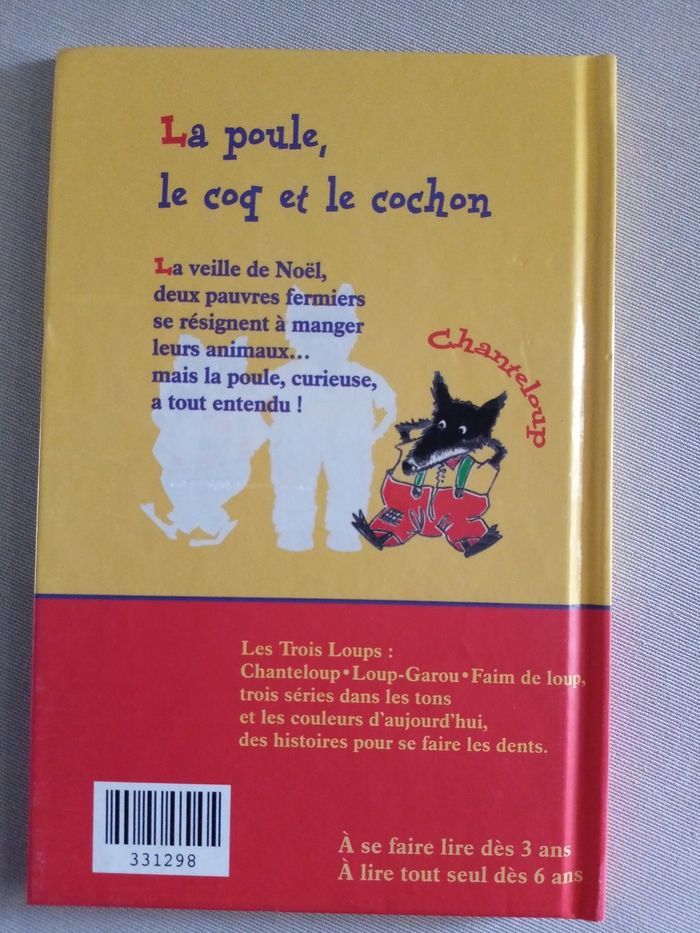 La poule,
le coq et le cochon
La veille de Noël,
deux pauvres fermiers
se résignent à manger
leurs animaux...
mais la poule, curieuse,
a tout entendu !
Chanteloup
Les Trois Loups :
Chanteloup • Loup-Garou • Faim de loup,
trois séries dans les tons
et les couleurs d'aujourd'hui,
des histoires pour se faire les dents.
331298
À se faire lire dès 3 ans
À lire tout seul dès 6 ans